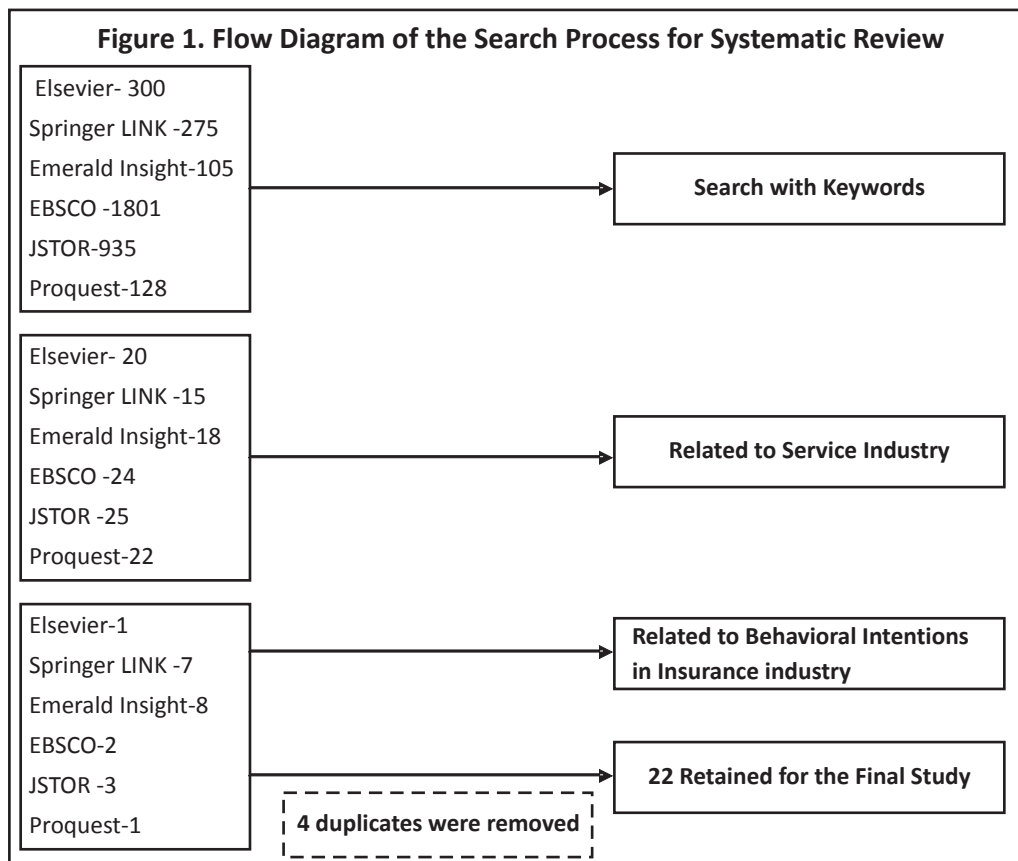 Figure 1. Flow Diagram of the Search Process for Systematic Review
Elsevier- 300
Springer LINK -275
Emerald Insight-105
EBSCO -1801
JSTOR-935
Proquest-128
Search with Keywords
Elsevier- 20
Springer LINK -15
Emerald Insight-18
EBSCO -24
JSTOR -25
Proquest-22
Related to Service Industry
Elsevier-1
Springer LINK -7
Emerald Insight-8
EBSCO-2
JSTOR -3
Proquest-1
Related to Behavioral Intentions
in Insurance industry
22 Retained for the Final Study
4 duplicates were removed